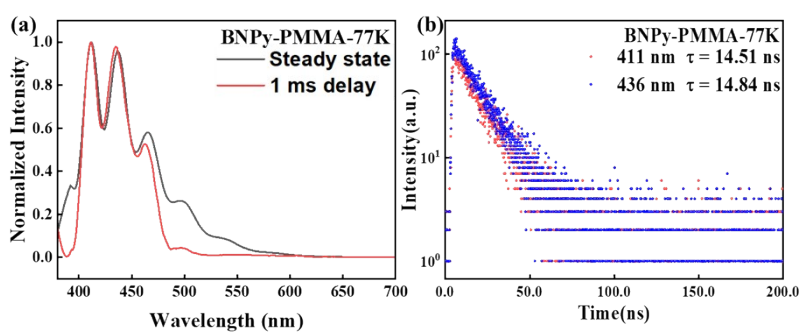 (a)
BNPy-PMMA-77K
Steady state
1 ms delay
Normalized Intensity
1.0
0.8
0.6
0.4
0.2
0.0
400 450 500 550 600 650 700
Wavelength (nm)
(b)
BNPy-PMMA-77K
411 nm τ = 14.51 ns
436 nm τ = 14.84 ns
Intensity(a.u.)
10²
10¹
10⁰
0.0 50.0 100.0 150.0 200.0
Time(ns)